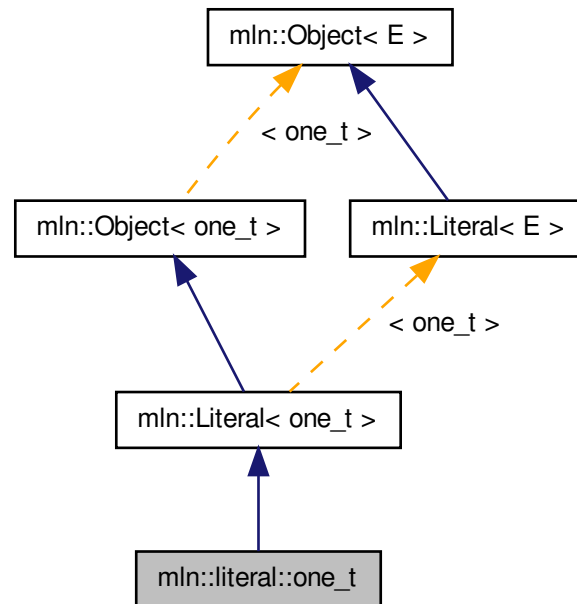 mln::Object< E >
< one_t >
mln::Object< one_t >
mln::Literal< E >
< one_t >
mln::Literal< one_t >
mln::literal::one_t